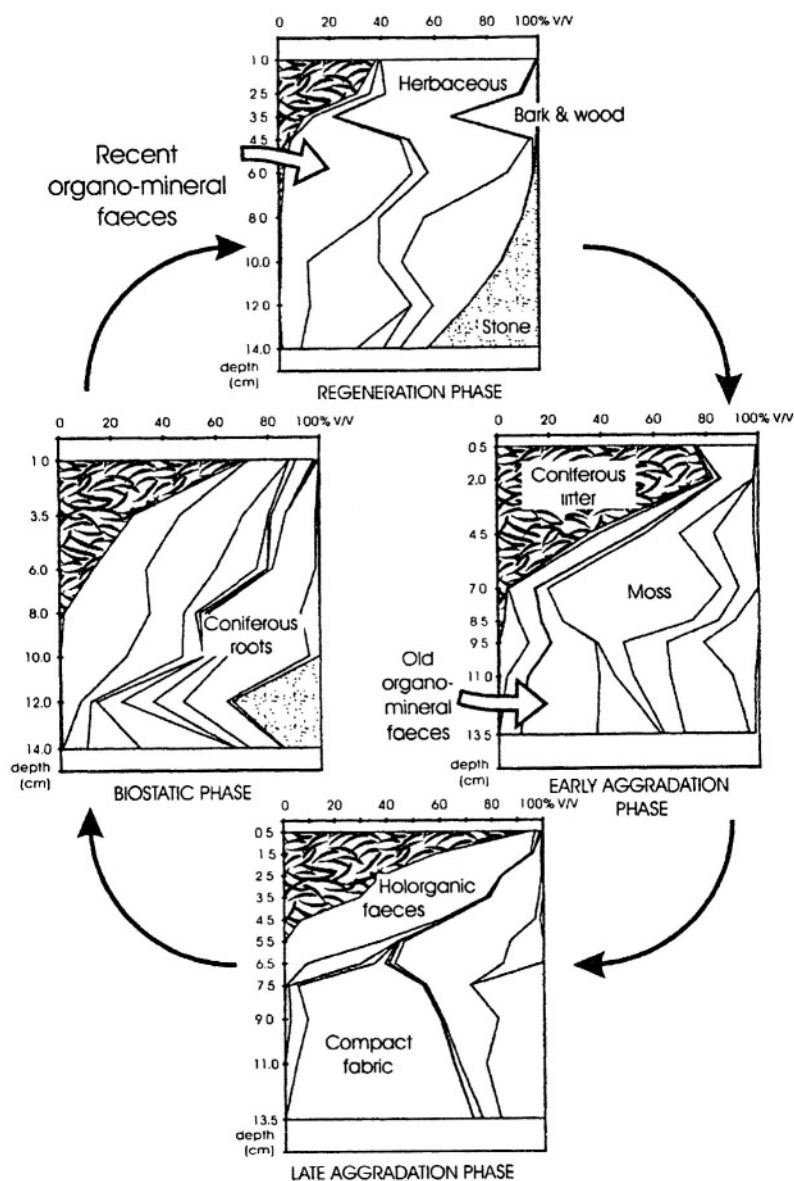 0 20 40 60 80 100% V/V
1 0
2.5
3.5
4.5
6.0
8.0
10.0
12.0
14.0
depth
(cm)
Herbaceous
Bark & wood
Recent
organo-mineral
faeces
Stone
REGENERATION PHASE
0 20 40 60 80 100% V/V
1 0
3.5
6.0
8.0
10.0
12.0
14.0
depth
(cm)
Coniferous
roots
BIOSTATIC PHASE
0 20 40 60 80 100% V/V
0 5
2.0
4.5
7 0
8 5
9.5
11.0
13.5
depth
(cm)
Coniferous
litter
Moss
Old
organo-
mineral
faeces
EARLY AGGRADATION
PHASE
0 20 40 60 80 100% V/V
0 5
1 5
2 5
3 5
4.5
5.5
6.5
7.5
9.0
11.0
13.5
depth
(cm)
Holorganic
faeces
Compact
fabric
LATE AGGRADATION PHASE